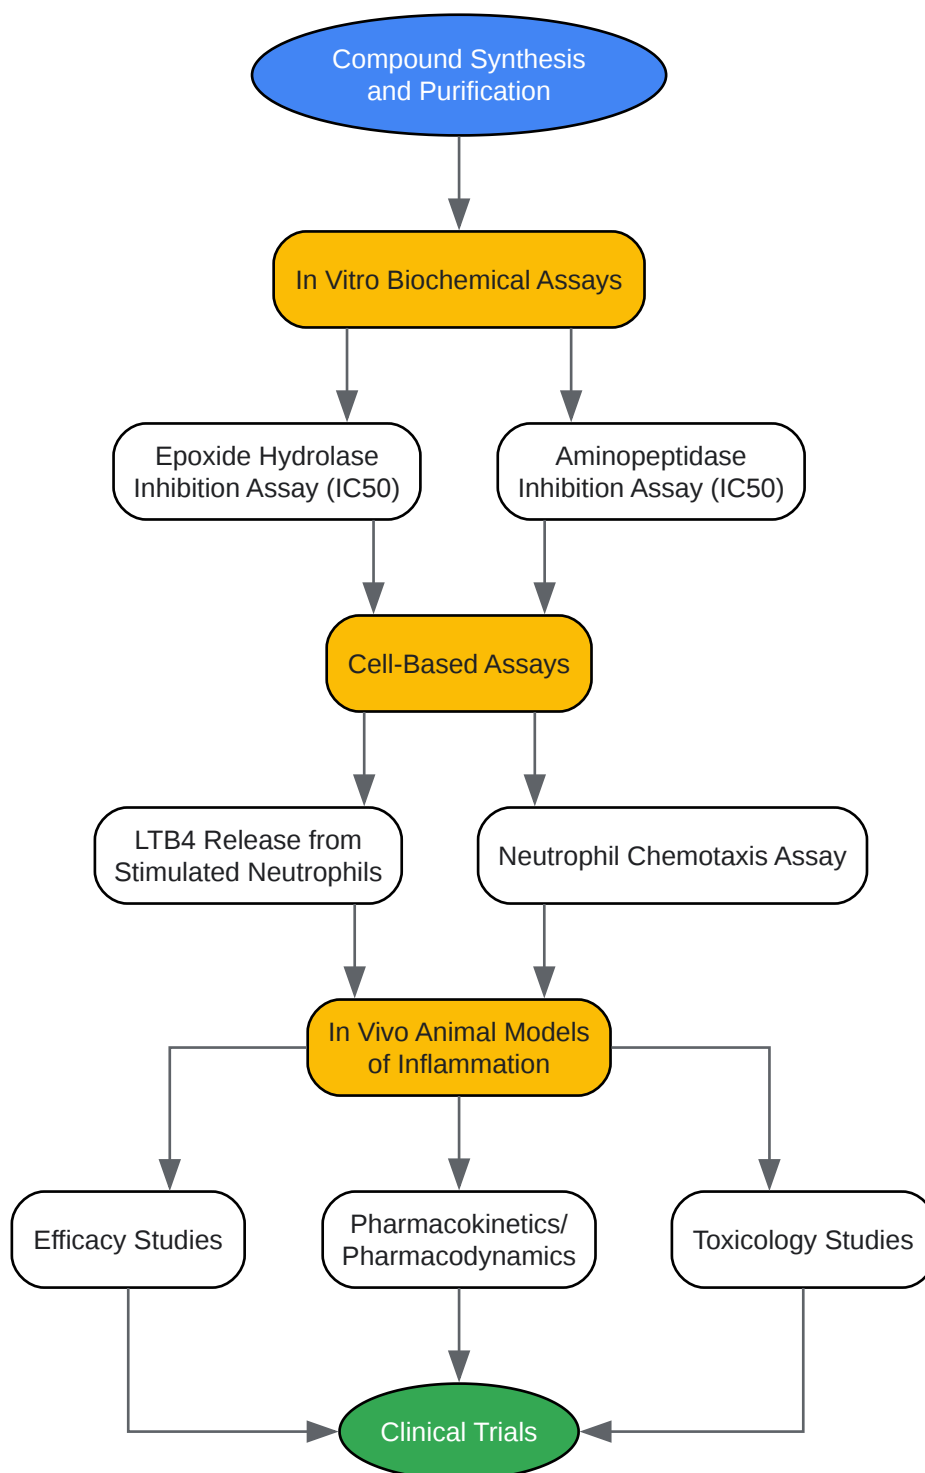 Compound Synthesis
and Purification
In Vitro Biochemical Assays
Epoxide Hydrolase
Inhibition Assay (IC50)
Aminopeptidase
Inhibition Assay (IC50)
Cell-Based Assays
LTB4 Release from
Stimulated Neutrophils
Neutrophil Chemotaxis Assay
In Vivo Animal Models
of Inflammation
Efficacy Studies
Pharmacokinetics/
Pharmacodynamics
Toxicology Studies
Clinical Trials